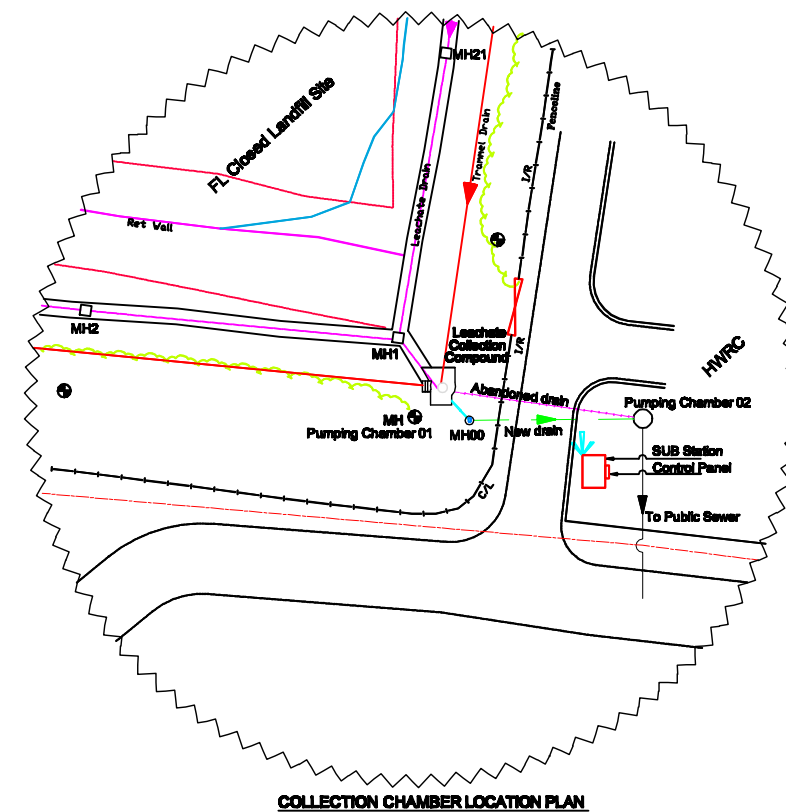 MH21
FL Closed Landfill Site
Fenceline
Trammel Drain
I/R
Leachate Drain
Ret Wall
MH2
MH1
Leachate
Collection
Compound
I/R
HWRC
Abandoned drain
Pumping Chamber 02
MH
Pumping Chamber 01
MH00
New drain
SUB Station
Control Panel
C/L
To Public Sewer
COLLECTION CHAMBER LOCATION PLAN